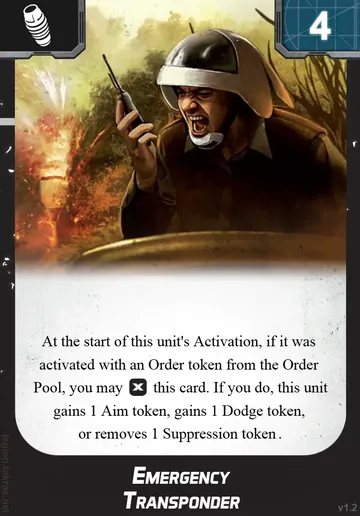 4
At the start of this unit's Activation, if it was
activated with an Order token from the Order
Pool, you may this card. If you do, this unit
gains 1 Aim token, gains 1 Dodge token,
or removes 1 Suppression token.
EMERGENCY
TRANSPONDER
v1.2